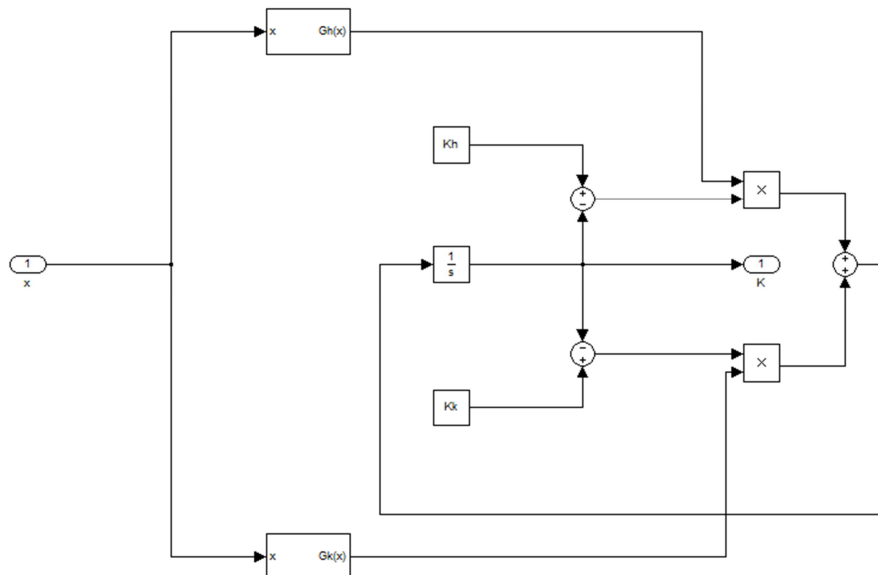 x Gh(x)
Kh
+
−
×
1
x
1
s
1
K
+
+
−
+
×
Kk
x Gk(x)